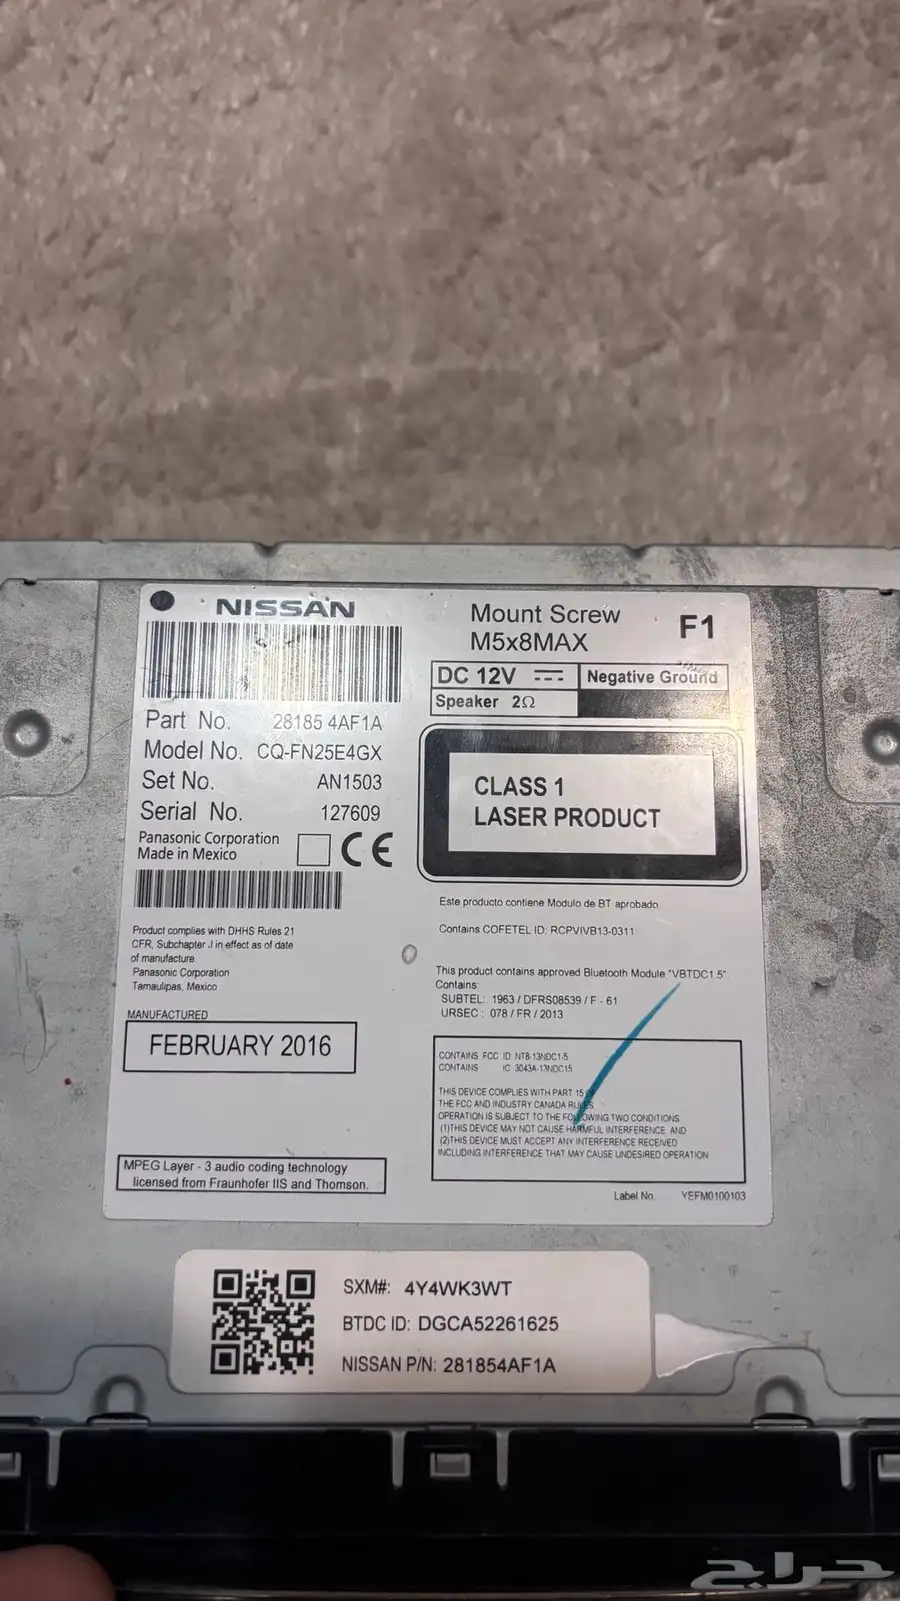 NISSAN
Part No. 28185 4AF1A
Model No. CQ-FN25E4GX
Set No. AN1503
Serial No. 127609
Panasonic Corporation
Made in Mexico
CE
Product complies with DHHS Rules 21
CFR, Subchapter J in effect as of date
of manufacture.
Panasonic Corporation
Tamaulipas, Mexico
MANUFACTURED
FEBRUARY 2016
MPEG Layer - 3 audio coding technology
licensed from Fraunhofer IIS and Thomson.
Mount Screw
M5x8MAX
F1
DC 12V
Negative Ground
Speaker 2Ω
CLASS 1
LASER PRODUCT
Este producto contiene Modulo de BT aprobado
Contains COFETEL ID: RCPVIVB13-0311
This product contains approved Bluetooth Module "VBTDC1.5"
Contains:
SUBTEL: 1963 / DFRS08539 / F - 61
URSEC : 078 / FR / 2013
CONTAINS FCC ID NT8-13NDC1-5
CONTAINS IC 3043A-13NDC15
THIS DEVICE COMPLIES WITH PART 15 OF
THE FCC AND INDUSTRY CANADA RULES
OPERATION IS SUBJECT TO THE FOLLOWING TWO CONDITIONS
(1)THIS DEVICE MAY NOT CAUSE HARMFUL INTERFERENCE. AND
(2)THIS DEVICE MUST ACCEPT ANY INTERFERENCE RECEIVED
INCLUDING INTERFERENCE THAT MAY CAUSE UNDESIRED OPERATION
Label No. YEFM0100103
SXM#: 4Y4WK3WT
BTDC ID: DGCA52261625
NISSAN P/N: 281854AF1A
حراج